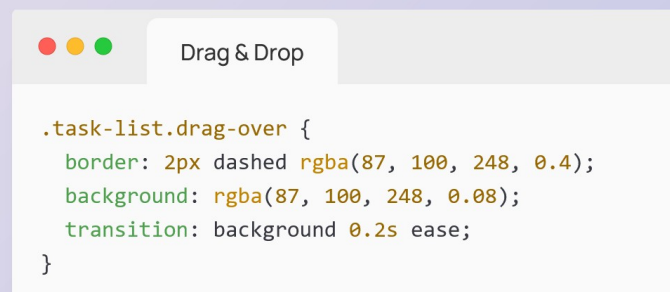 Drag & Drop
.task-list.drag-over {
  border: 2px dashed rgba(87, 100, 248, 0.4);
  background: rgba(87, 100, 248, 0.08);
  transition: background 0.2s ease;
}